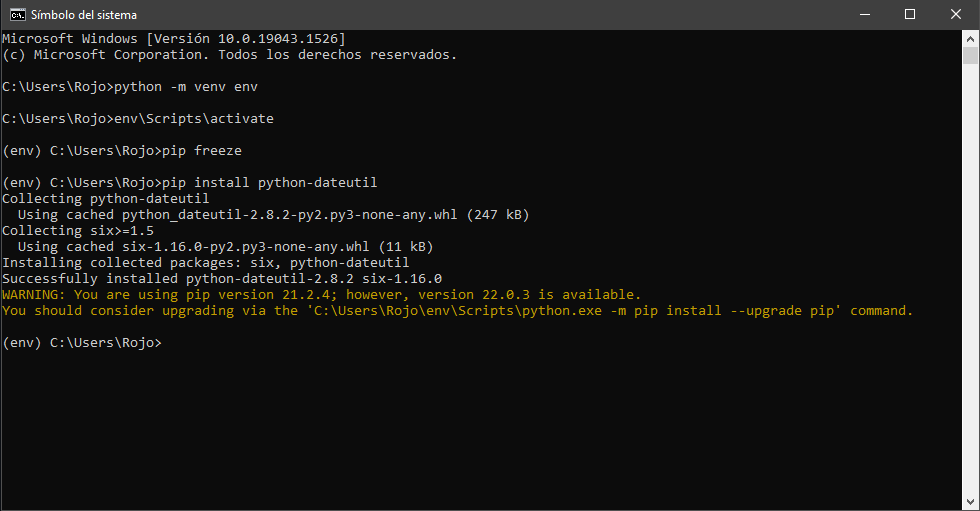 Símbolo del sistema
Microsoft Windows [Versión 10.0.19043.1526]
(c) Microsoft Corporation. Todos los derechos reservados.
C:\Users\Rojo>python -m venv env
C:\Users\Rojo>env\Scripts\activate
(env) C:\Users\Rojo>pip freeze
(env) C:\Users\Rojo>pip install python-dateutil
Collecting python-dateutil
  Using cached python_dateutil-2.8.2-py2.py3-none-any.whl (247 kB)
Collecting six>=1.5
  Using cached six-1.16.0-py2.py3-none-any.whl (11 kB)
Installing collected packages: six, python-dateutil
Successfully installed python-dateutil-2.8.2 six-1.16.0
WARNING: You are using pip version 21.2.4; however, version 22.0.3 is available.
You should consider upgrading via the 'C:\Users\Rojo\env\Scripts\python.exe -m pip install --upgrade pip' command.
(env) C:\Users\Rojo>